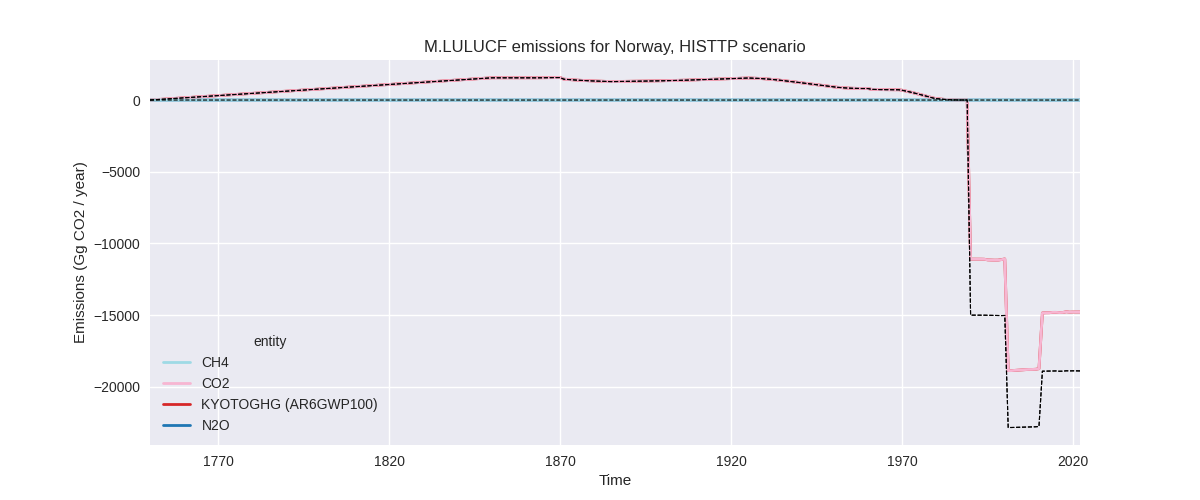 M.LULUCF emissions for Norway, HISTTP scenario
Emissions (Gg CO2 / year)
0
−5000
−10000
−15000
−20000
entity
CH4
CO2
KYOTOGHG (AR6GWP100)
N2O
1770 1820 1870 1920 1970 2020
Time